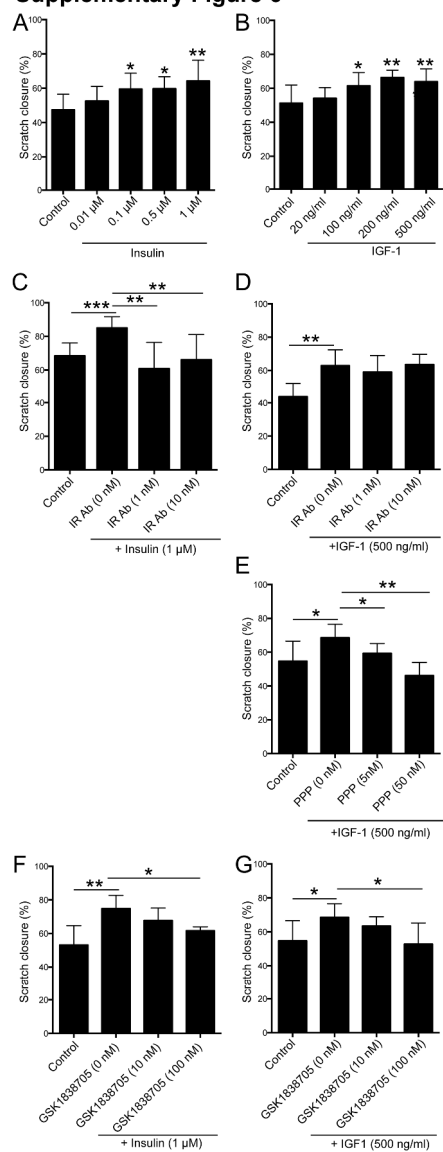 A
Scratch closure (%)
100
80
60
40
20
0
*
*
**
Control
0.01 µM
0.1 µM
0.5 µM
1 µM
Insulin
B
Scratch closure (%)
100
80
60
40
20
0
*
**
**
Control
20 ng/ml
100 ng/ml
200 ng/ml
500 ng/ml
IGF-1
C
Scratch closure (%)
100
80
60
40
20
0
***
**
**
Control
IR Ab (0 nM)
IR Ab (1 nM)
IR Ab (10 nM)
+ Insulin (1 µM)
D
Scratch closure (%)
100
80
60
40
20
0
**
Control
IR Ab (0 nM)
IR Ab (1 nM)
IR Ab (10 nM)
+IGF-1 (500 ng/ml)
E
Scratch closure (%)
100
80
60
40
20
0
*
*
**
Control
PPP (0 nM)
PPP (5nM)
PPP (50 nM)
+IGF-1 (500 ng/ml)
F
Scratch closure (%)
100
80
60
40
20
0
**
*
Control
GSK1838705 (0 nM)
GSK1838705 (10 nM)
GSK1838705 (100 nM)
+ Insulin (1 µM)
G
Scratch closure (%)
100
80
60
40
20
0
*
*
Control
GSK1838705 (0 nM)
GSK1838705 (10 nM)
GSK1838705 (100 nM)
+ IGF1 (500 ng/ml)